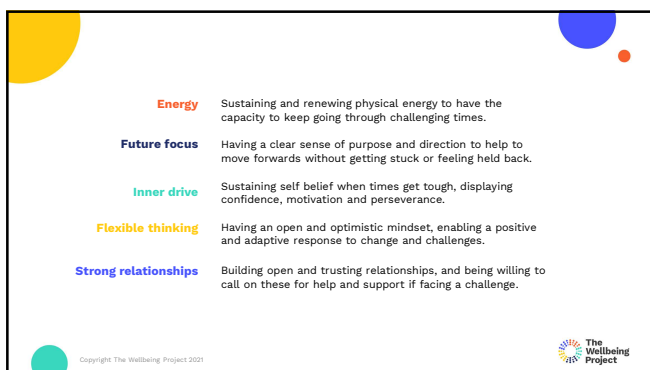 Energy
Sustaining and renewing physical energy to have the
capacity to keep going through challenging times.
Future focus
Having a clear sense of purpose and direction to help to
move forwards without getting stuck or feeling held back.
Inner drive
Sustaining self belief when times get tough, displaying
confidence, motivation and perseverance.
Flexible thinking
Having an open and optimistic mindset, enabling a positive
and adaptive response to change and challenges.
Strong relationships
Building open and trusting relationships, and being willing to
call on these for help and support if facing a challenge.
Copyright The Wellbeing Project 2021
The
Wellbeing
Project